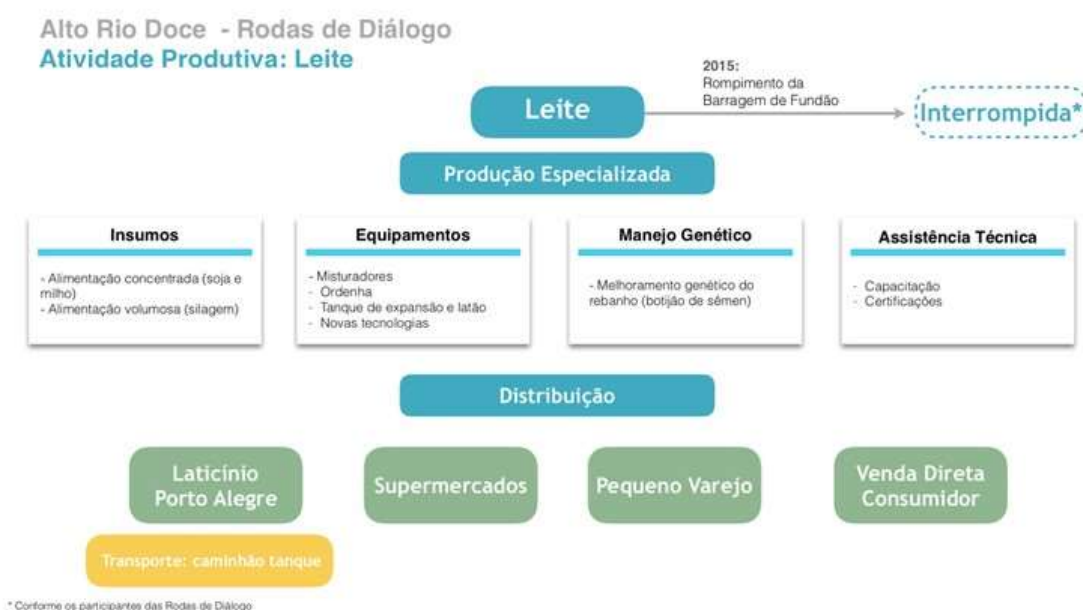 Alto Rio Doce - Rodas de Diálogo
Atividade Produtiva: Leite
2015:
Rompimento da
Barragem de Fundão
Leite
Interrompida*
Produção Especializada
Insumos
- Alimentação concentrada (soja e
milho)
- Alimentação volumosa (silagem)
Equipamentos
- Misturadores
- Ordenha
- Tanque de expansão e latão
- Novas tecnologias
Manejo Genético
- Melhoramento genético do
rebanho (botijão de sêmen)
Assistência Técnica
- Capacitação
- Certificações
Distribuição
Laticínio
Porto Alegre
Supermercados
Pequeno Varejo
Venda Direta
Consumidor
Transporte: caminhão tanque
* Conforme os participantes das Rodas de Diálogo